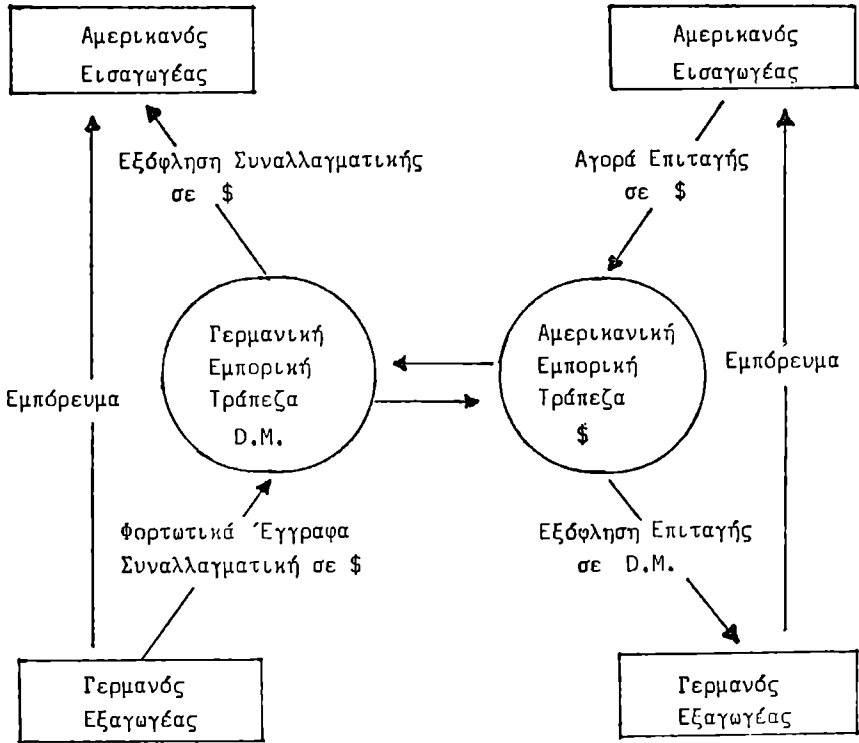 Αμερικανός
Εισαγωγέας
Αμερικανός
Εισαγωγέας
Εξόφληση Συναλλαγματικής
σε $
Αγορά Επιταγής
σε $
Γερμανική
Εμπορική
Τράπεζα
D.M.
Αμερικανική
Εμπορική
Τράπεζα
$
Εμπόρευμα
Εμπόρευμα
Φορτωτικά Έγγραφα
Συναλλαγματική σε $
Εξόφληση Επιταγής
σε D.M.
Γερμανός
Εξαγωγέας
Γερμανός
Εξαγωγέας